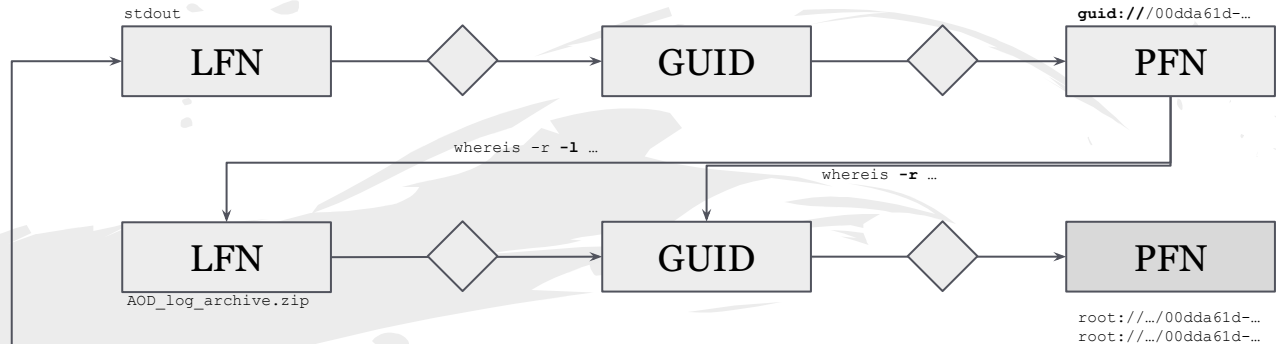 stdout
guid:///00dda61d-…
LFN
GUID
PFN
whereis -r -l …
whereis -r …
LFN
GUID
PFN
AOD_log_archive.zip
root://…/00dda61d-…
root://…/00dda61d-…